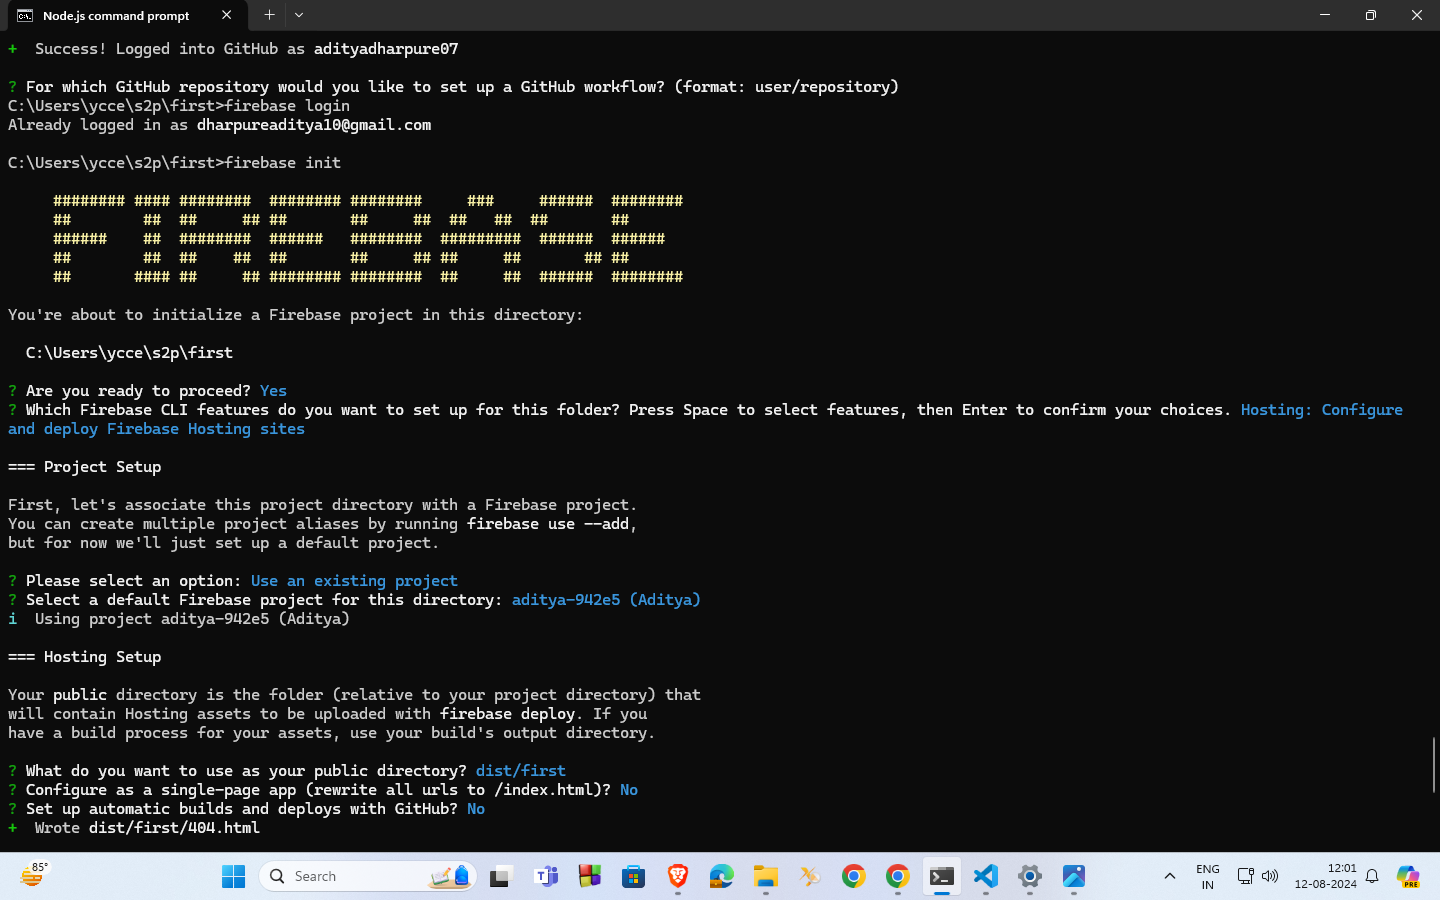 Node.js command prompt
+ Success! Logged into GitHub as adityadharpure07
? For which GitHub repository would you like to set up a GitHub workflow? (format: user/repository)
C:\Users\ycce\s2p\first>firebase login
Already logged in as dharpureaditya10@gmail.com
C:\Users\ycce\s2p\first>firebase init
######## #### ########  ######## ########     ###     ######  ########
##        ##  ##     ## ##       ##     ##  ##   ##  ##       ##
######    ##  ########  ######   ########  #########  ######  ######
##        ##  ##    ##  ##       ##     ## ##     ##       ## ##
##       #### ##     ## ######## ########  ##     ##  ######  ########
You're about to initialize a Firebase project in this directory:
C:\Users\ycce\s2p\first
? Are you ready to proceed? Yes
? Which Firebase CLI features do you want to set up for this folder? Press Space to select features, then Enter to confirm your choices. Hosting: Configure
and deploy Firebase Hosting sites
=== Project Setup
First, let's associate this project directory with a Firebase project.
You can create multiple project aliases by running firebase use --add,
but for now we'll just set up a default project.
? Please select an option: Use an existing project
? Select a default Firebase project for this directory: aditya-942e5 (Aditya)
i Using project aditya-942e5 (Aditya)
=== Hosting Setup
Your public directory is the folder (relative to your project directory) that
will contain Hosting assets to be uploaded with firebase deploy. If you
have a build process for your assets, use your build's output directory.
? What do you want to use as your public directory? dist/first
? Configure as a single-page app (rewrite all urls to /index.html)? No
? Set up automatic builds and deploys with GitHub? No
+ Wrote dist/first/404.html
85°
Search
ENG
IN
12:01
12-08-2024
PRE